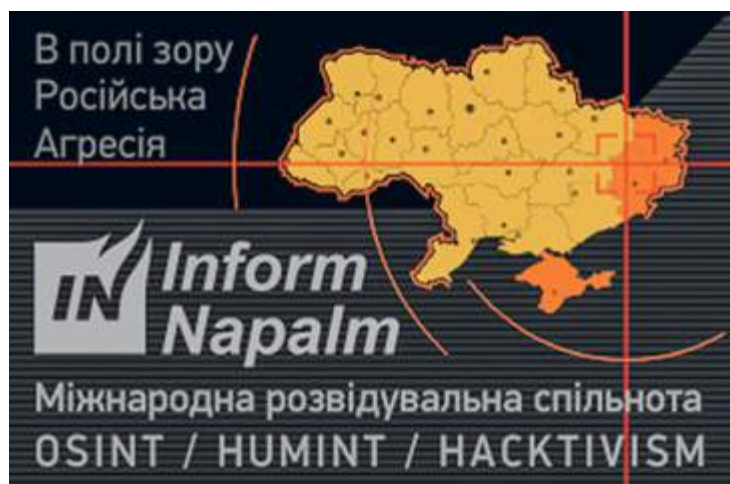 В полі зору
Російська
Агресія
IN
Inform
Napalm
Міжнародна розвідувальна спільнота
OSINT / HUMINT / HACKTIVISM